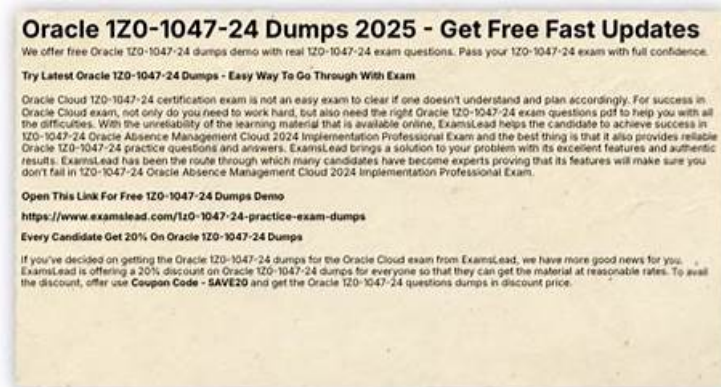 Oracle 1Z0-1047-24 Dumps 2025 - Get Free Fast Updates
We offer free Oracle 1Z0-1047-24 dumps demo with real 1Z0-1047-24 exam questions. Pass your 1Z0-1047-24 exam with full confidence.
Try Latest Oracle 1Z0-1047-24 Dumps - Easy Way To Go Through With Exam
Oracle Cloud 1Z0-1047-24 certification exam is not an easy exam to clear if one doesn't understand and plan accordingly. For success in
Oracle Cloud exam, not only do you need to work hard, but also need the right Oracle 1Z0-1047-24 exam questions pdf to help you with all
the difficulties. With the unreliability of the learning material that is available online, ExamsLead helps the candidate to achieve success in
1Z0-1047-24 Oracle Absence Management Cloud 2024 Implementation Professional Exam and the best thing is that it also provides reliable
Oracle 1Z0-1047-24 practice questions and answers. ExamsLead brings a solution to your problem with its excellent features and authentic
results. ExamsLead has been the route through which many candidates have become experts proving that its features will make sure you
don't fail in 1Z0-1047-24 Oracle Absence Management Cloud 2024 Implementation Professional Exam.
Open This Link For Free 1Z0-1047-24 Dumps Demo
https://www.examslead.com/1z0-1047-24-practice-exam-dumps
Every Candidate Get 20% On Oracle 1Z0-1047-24 Dumps
If you've decided on getting the Oracle 1Z0-1047-24 dumps for the Oracle Cloud exam from ExamsLead, we have more good news for you.
ExamsLead is offering a 20% discount on Oracle 1Z0-1047-24 dumps for everyone so that they can get the material at reasonable rates. To avail
the discount, offer use Coupon Code - SAVE20 and get the Oracle 1Z0-1047-24 questions dumps in discount price.